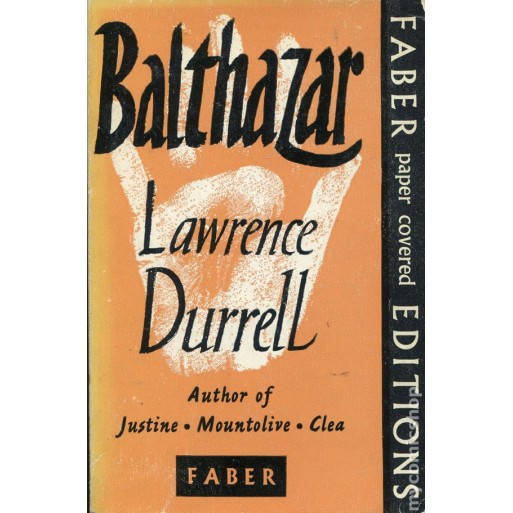 Balthazar
Lawrence
Durrell
Author of
Justine • Mountolive • Clea
FABER
FABER paper covered EDITIONS